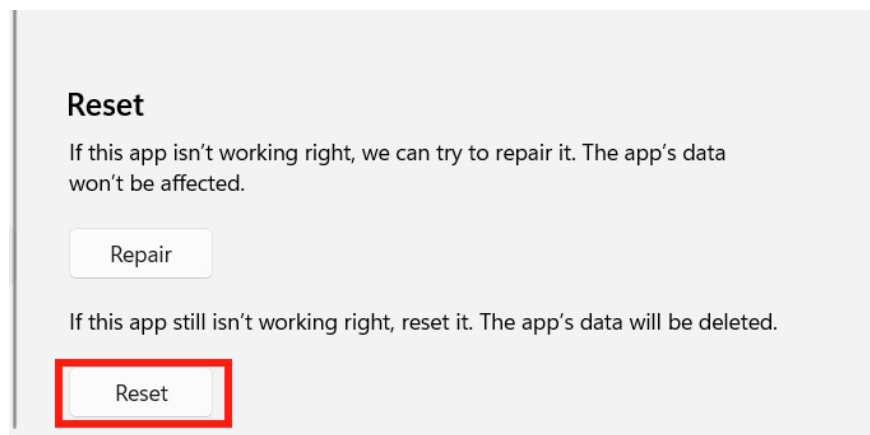 Reset
If this app isn’t working right, we can try to repair it. The app’s data
won’t be affected.
Repair
If this app still isn’t working right, reset it. The app’s data will be deleted.
Reset